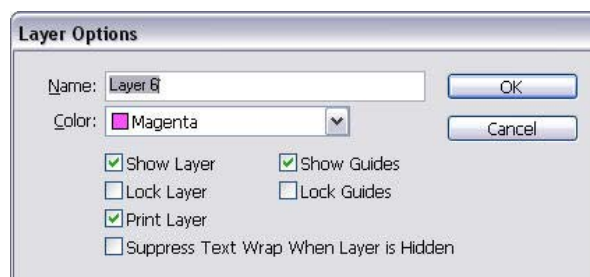 Layer Options
Name: Layer 6 OK
Color: Magenta Cancel
Show Layer Show Guides
Lock Layer Lock Guides
Print Layer
Suppress Text Wrap When Layer is Hidden